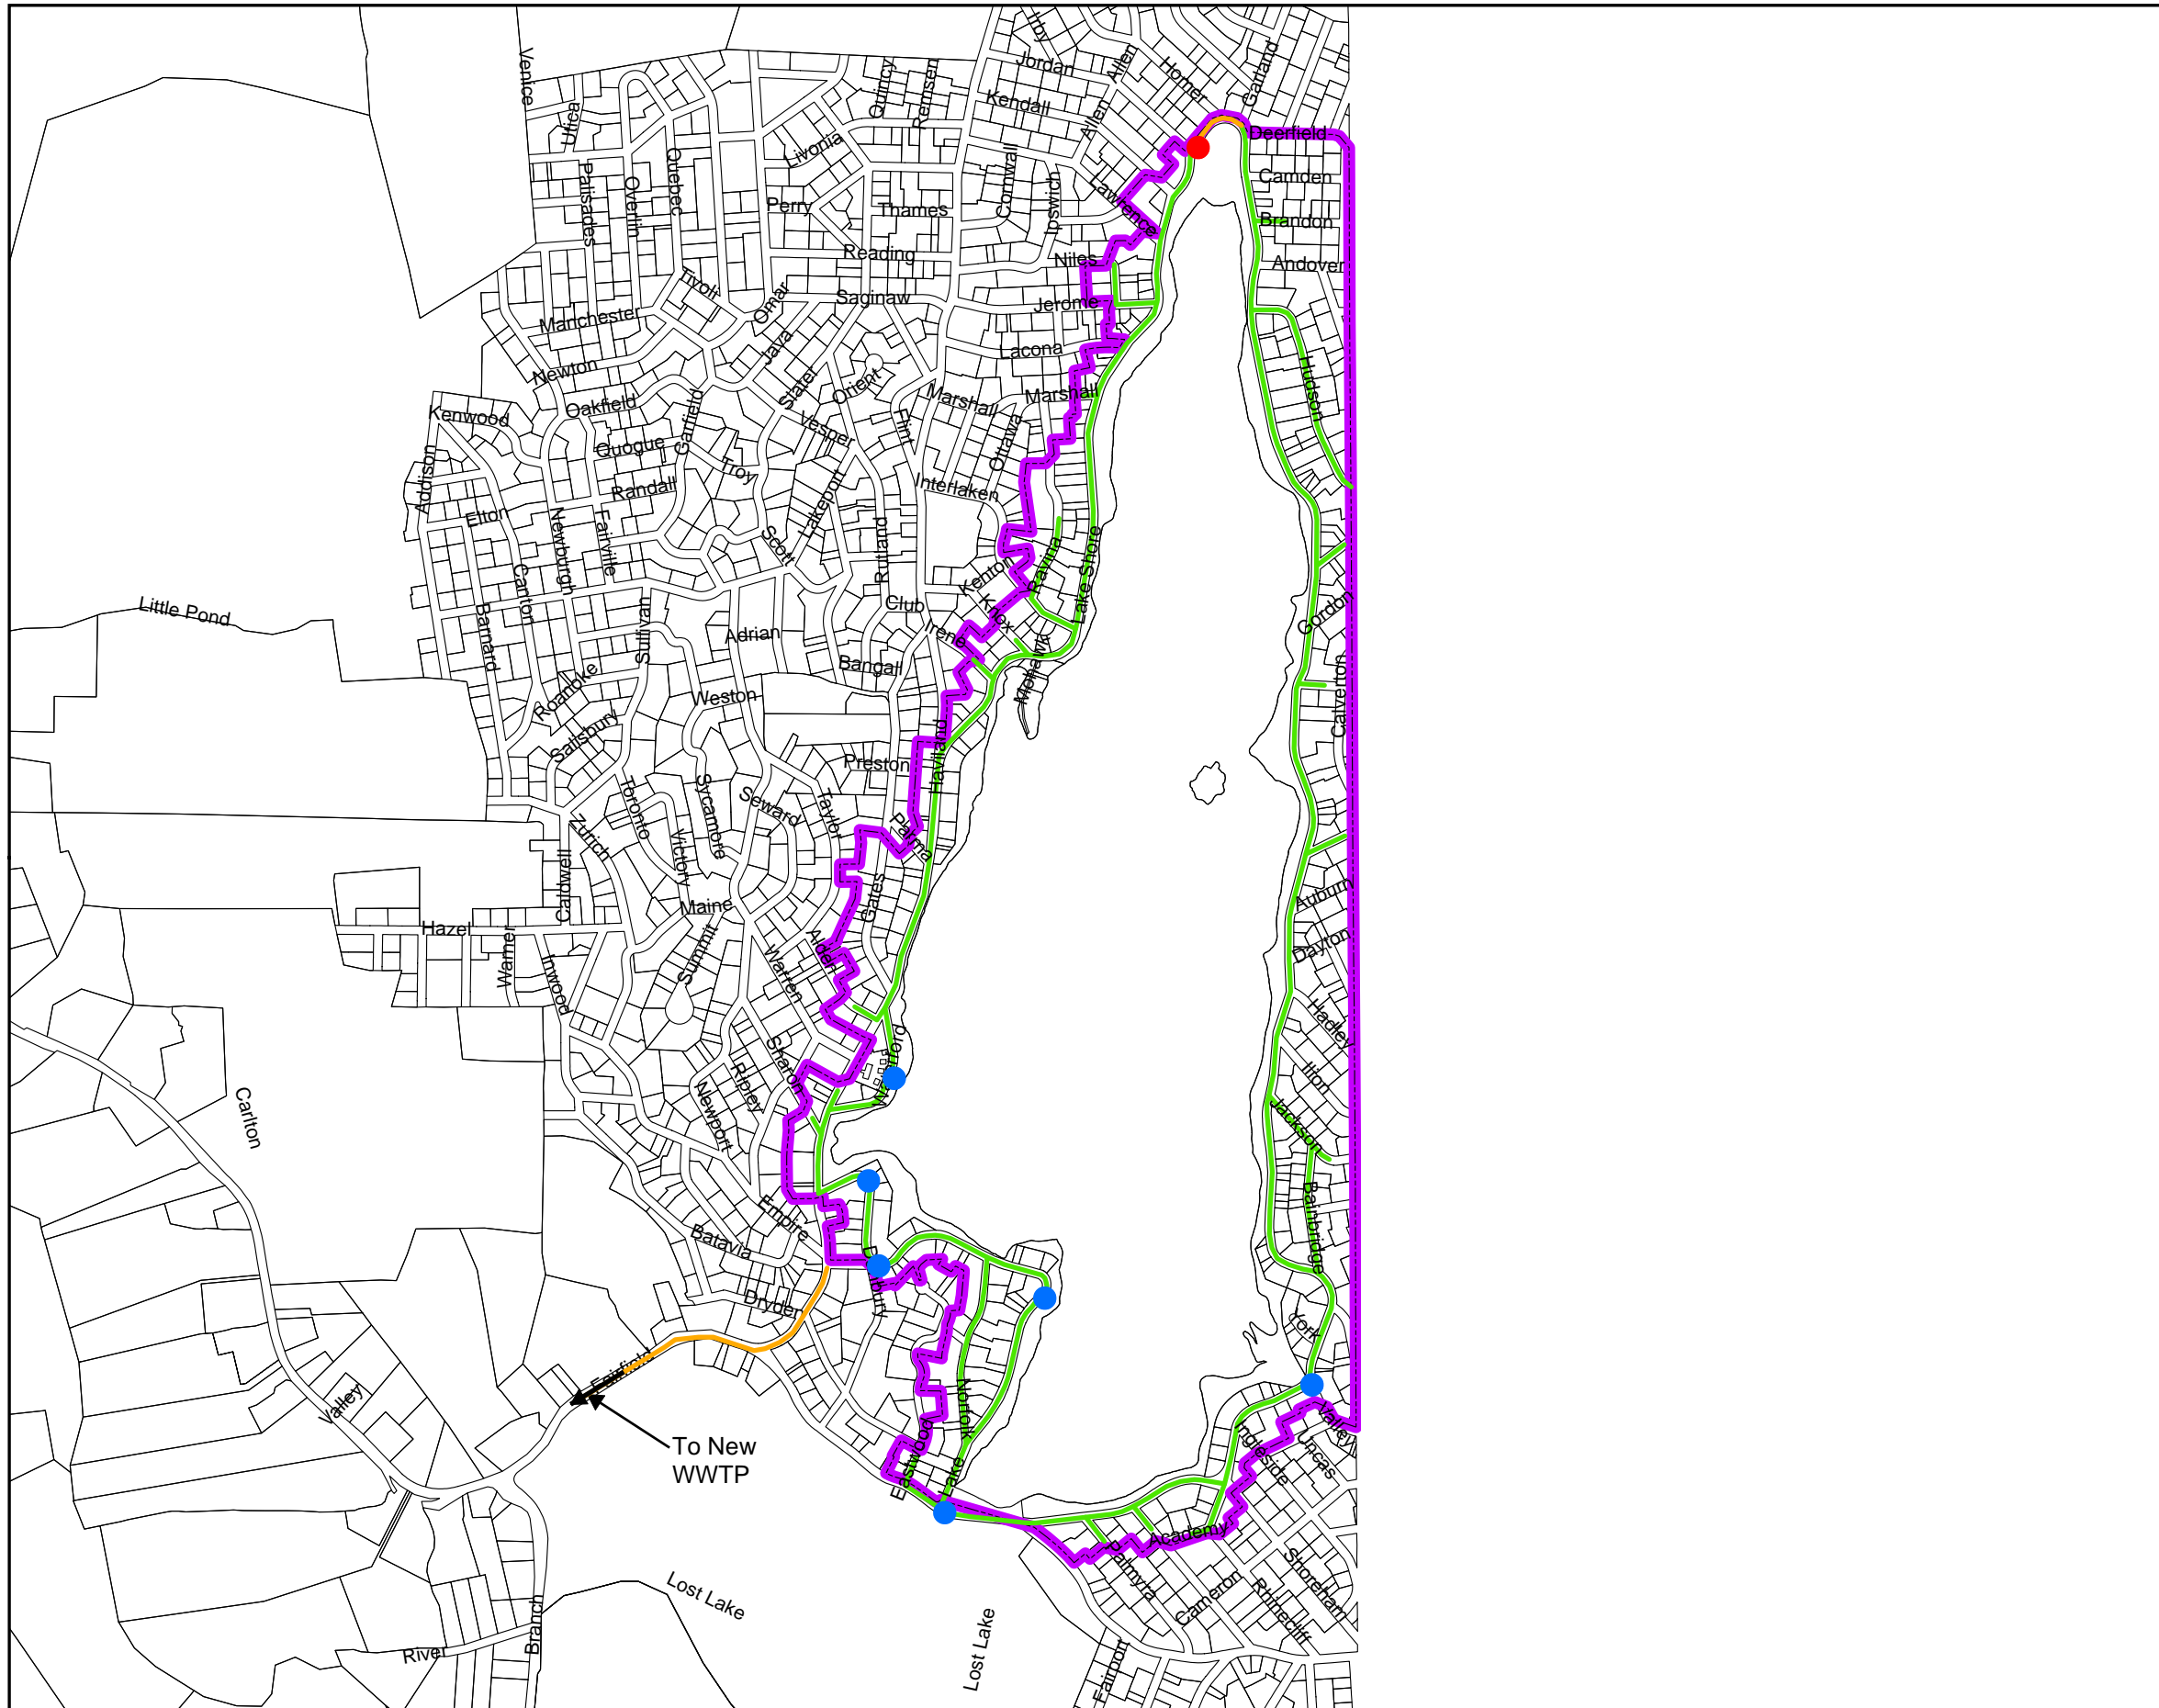 Irby
Garland
Venice
Allen
Jordan
Homer
Quincy
Remsen
Kendall
Allen
Utica
Deerfield
Livonia
Quebec
Cornwall
Palisades
Overlin
Ipswich
Camden
Lawrence
Perry
Thames
Brandon
Reading
Niles
Andover
Tivoli
Omar
Saginaw
Jerome
Manchester
Java
Lacona
Newton
Slater
Orient
Hudson
Marshall
Marshall
Oakfield
Kenwood
Garfield
Vesper
Flint
Ottawa
Quogue
Addison
Troy
Lakeport
Interlaken
Randall
Elton
Newburgh
Fairville
Scott
Rutland
Ravina
Lake Shore
Canton
Kenton
Little Pond
Club
Knox
Gordon
Barnard
Sullivan
Adrian
Irene
Bangall
Mohawk
Roanoke
Weston
Calverton
Salisbury
Haviland
Preston
Toronto
Sycamore
Seward
Taylor
Zurich
Victory
Parma
Caldwell
Gates
Auburn
Maine
Hazel
Warner
Inwood
Summit
Warren
Alden
Dayton
Hadley
Sharon
Ripley
Ilion
Carlton
Newport
Jackson
Empire
Bainbridge
Batavia
Dryden
York
Fairfield
Valley
Norfolk
Valley
To New
WWTP
Eastwood
Lake
Ingleside
Uncas
Academy
Palmyra
Shoreham
Cameron
Rhinecliff
Lost Lake
Branch
River
Lost Lake
Fairport